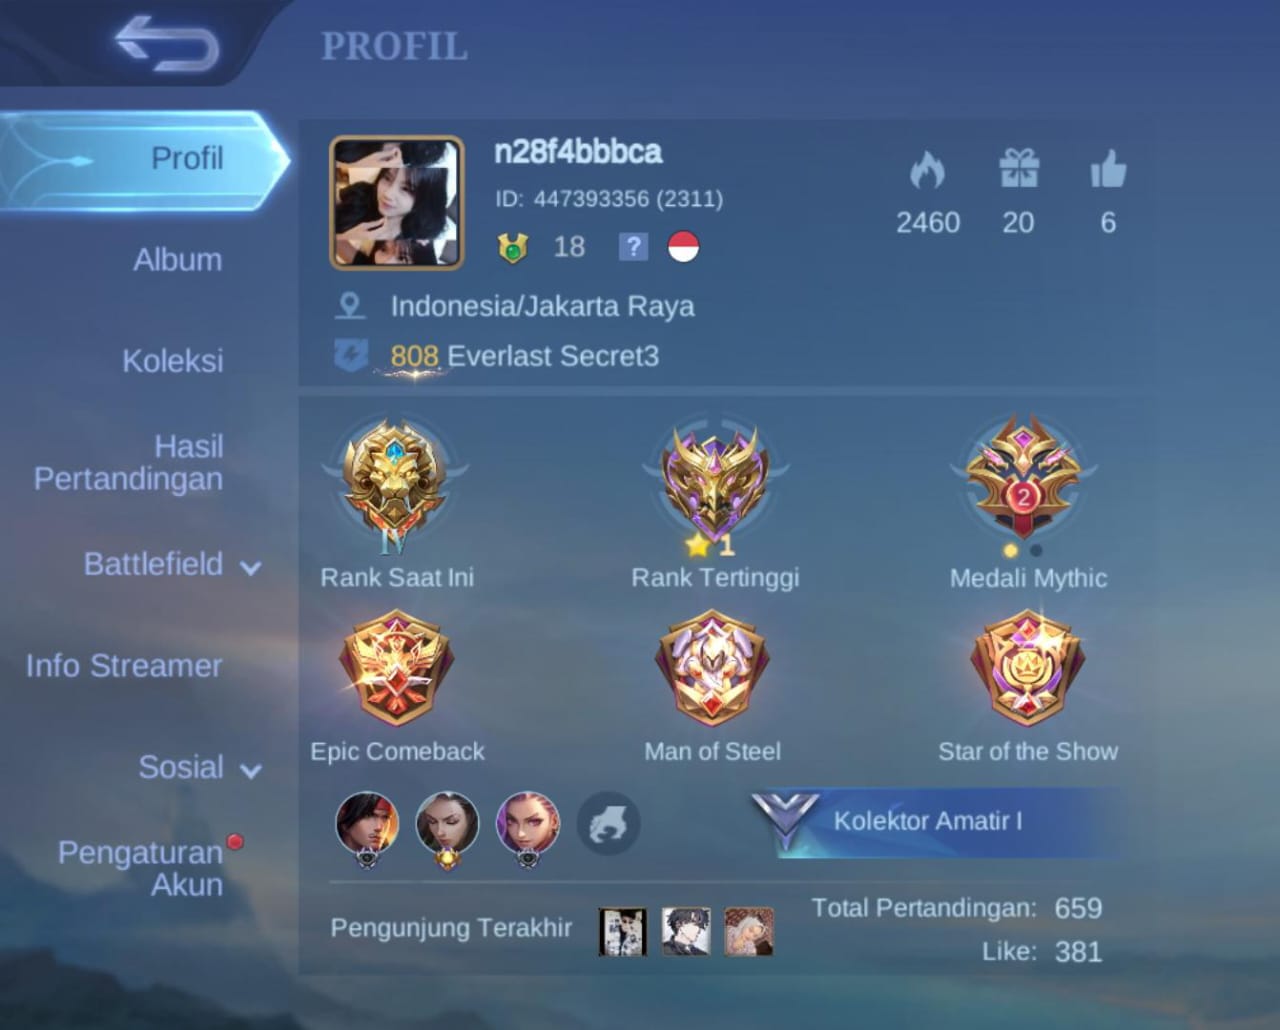 PROFIL
Profil
Album
Koleksi
Hasil
Pertandingan
Battlefield
Info Streamer
Sosial
Pengaturan
Akun
n28f4bbbca
ID: 447393356 (2311)
18
?
2460
20
6
Indonesia/Jakarta Raya
808 Everlast Secret3
IV
Rank Saat Ini
1
Rank Tertinggi
2
Medali Mythic
Epic Comeback
Man of Steel
Star of the Show
Kolektor Amatir I
Pengunjung Terakhir
Total Pertandingan: 659
Like: 381